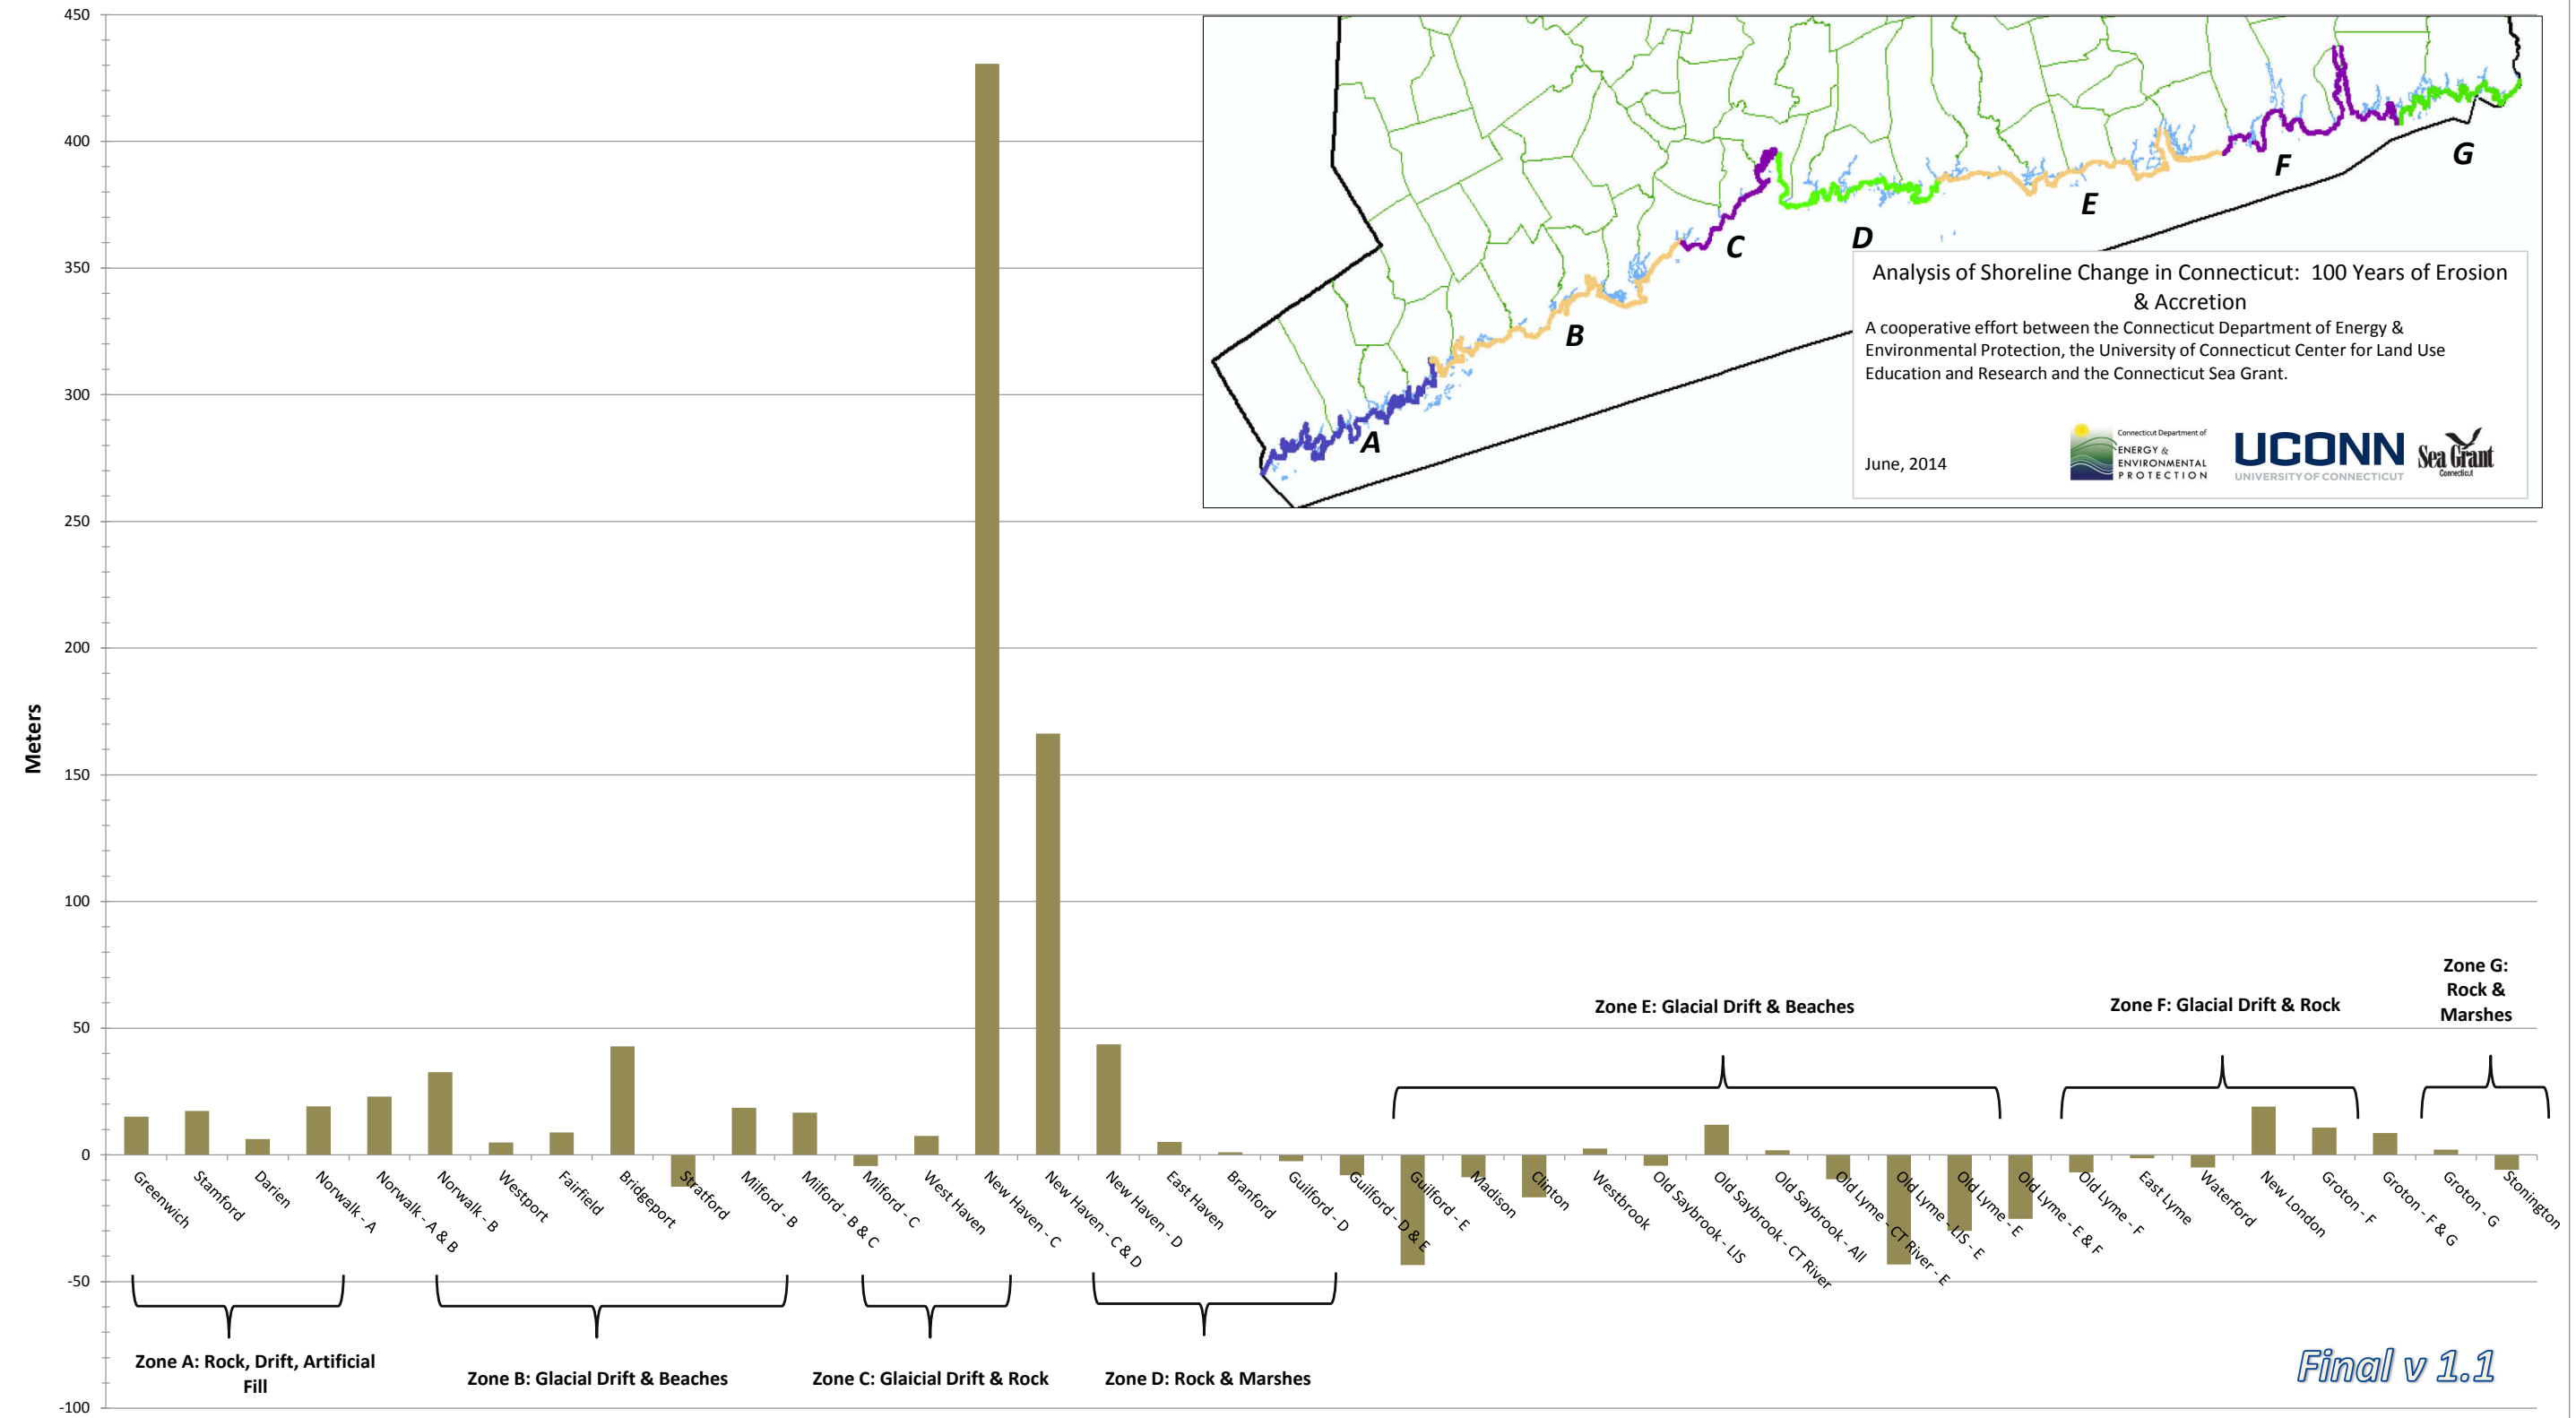 450
400
350
300
250
200
150
100
50
0
-50
-100
Meters
A
B
C
D
E
F
G
Analysis of Shoreline Change in Connecticut:  100 Years of Erosion
& Accretion
A cooperative effort between the Connecticut Department of Energy &
Environmental Protection, the University of Connecticut Center for Land Use
Education and Research and the Connecticut Sea Grant.
June, 2014
Connecticut Department of
ENERGY &
ENVIRONMENTAL
PROTECTION
UCONN
UNIVERSITY OF CONNECTICUT
Sea Grant
Connecticut
Zone E: Glacial Drift & Beaches
Zone F: Glacial Drift & Rock
Zone G:
Rock &
Marshes
Greenwich
Stamford
Darien
Norwalk - A
Norwalk - A & B
Norwalk - B
Westport
Fairfield
Bridgeport
Stratford
Milford - B
Milford - B & C
Milford - C
West Haven
New Haven - C
New Haven - C & D
New Haven - D
East Haven
Branford
Guilford - D
Guilford - D & E
Guilford - E
Madison
Clinton
Westbrook
Old Saybrook - LIS
Old Saybrook - CT River
Old Saybrook - All
Old Lyme - CT River - E
Old Lyme - LIS - E
Old Lyme - E
Old Lyme - E & F
Old Lyme - F
East Lyme
Waterford
New London
Groton - F
Groton - F & G
Groton - G
Stonington
Zone A: Rock, Drift, Artificial
Fill
Zone B: Glacial Drift & Beaches
Zone C: Glaicial Drift & Rock
Zone D: Rock & Marshes
Final v 1.1